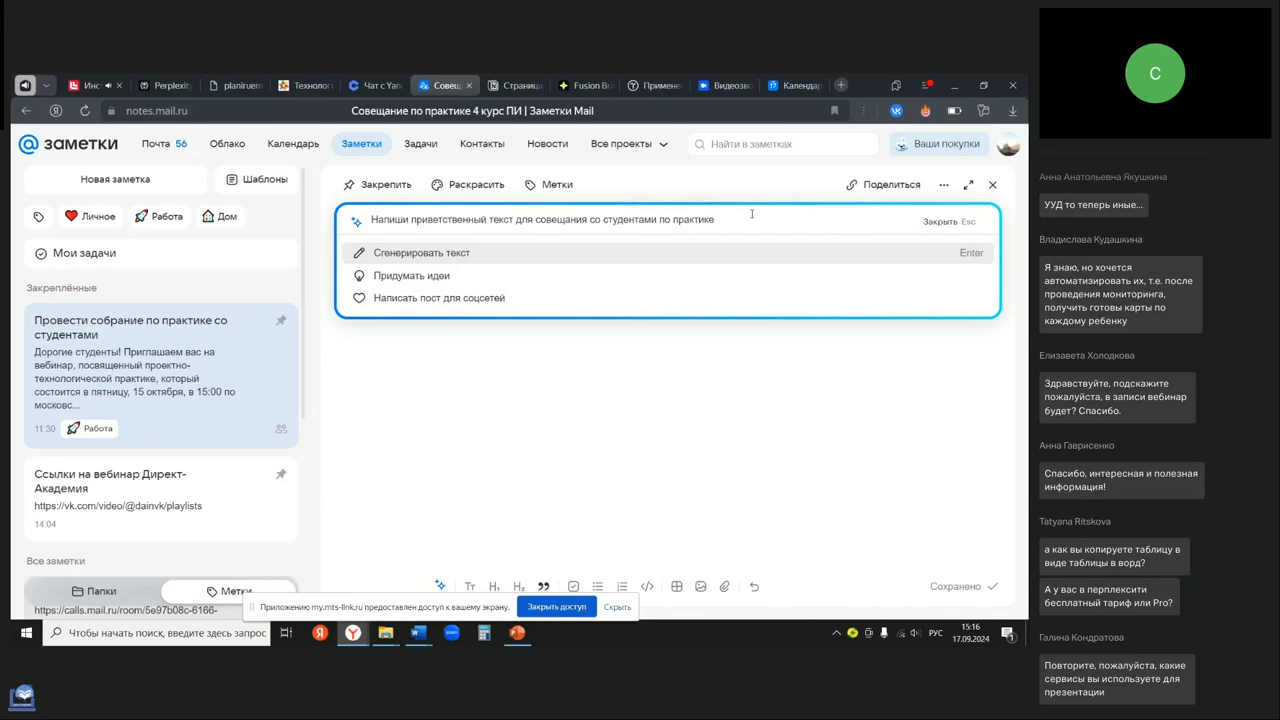 Инст
Perplexity
planiruem
Технолог
Чат с Yan
Совещ
Страница
Fusion Br
Примене
Видеозв
Календар
notes.mail.ru
Совещание по практике 4 курс ПИ | Заметки Mail
заметки
Почта 56
Облако
Календарь
Заметки
Задачи
Контакты
Новости
Все проекты
Найти в заметках
Ваши покупки
Новая заметка
Шаблоны
Личное
Работа
Дом
Мои задачи
Закреплённые
Провести собрание по практике со
студентами
Дорогие студенты! Приглашаем вас на
вебинар, посвященный проектно-
технологической практике, который
состоится в пятницу, 15 октября, в 15:00 по
московс...
11:30
Работа
Ссылки на вебинар Директ-
Академия
https://vk.com/video/@dainvk/playlists
14.04
Все заметки
Папки
Метки
https://calls.mail.ru/room/5e97b08c-6166-
Закрепить
Раскрасить
Метки
Поделиться
Напиши приветственный текст для совещания со студентами по практике
Закрыть Esc
Сгенерировать текст
Enter
Придумать идеи
Написать пост для соцсетей
Сохранено
Приложению my.mts-link.ru предоставлен доступ к вашему экрану.
Закрыть доступ
Скрыть
Чтобы начать поиск, введите здесь запрос
РУС
15:16
17.09.2024
С
Анна Анатольевна Якушкина
УУД то теперь иные...
Владислава Кудашкина
Я знаю, но хочется
автоматизировать их, т.е. после
проведения мониторинга,
получить готовы карты по
каждому ребенку
Елизавета Холодкова
Здравствуйте, подскажите
пожалуйста, в записи вебинар
будет? Спасибо.
Анна Гаврисенко
Спасибо, интересная и полезная
информация!
Tatyana Ritskova
а как вы копируете таблицу в
виде таблицы в ворд?
А у вас в перплексити
бесплатный тариф или Pro?
Галина Кондратова
Повторите, пожалуйста, какие
сервисы вы используете для
презентации